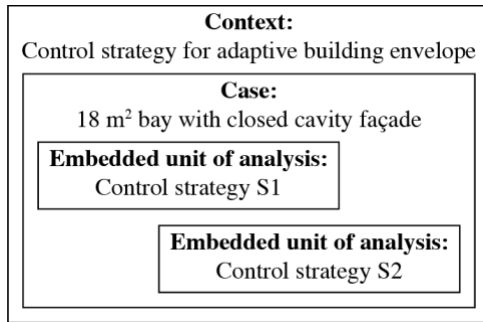 Context:
Control strategy for adaptive building envelope
Case:
18 m² bay with closed cavity façade
Embedded unit of analysis:
Control strategy S1
Embedded unit of analysis:
Control strategy S2